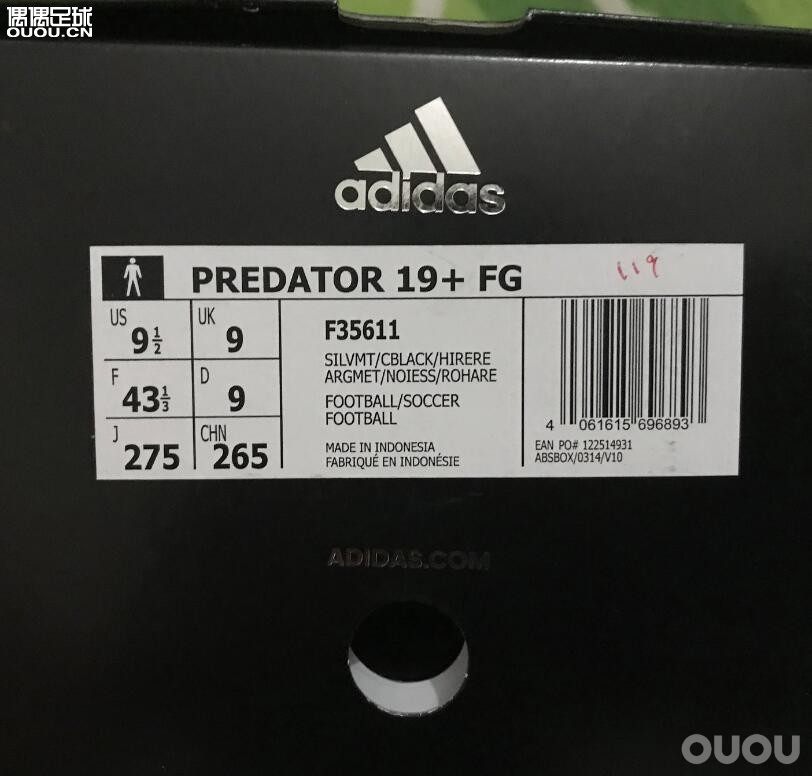 偶偶足球
OUOU.CN
adidas
PREDATOR 19+ FG
119
US 9 1/2
UK 9
F 43 1/3
D 9
J 275
CHN 265
F35611
SILVMT/CBLACK/HIRERE
ARGMET/NOIESS/ROHARE
FOOTBALL/SOCCER
FOOTBALL
MADE IN INDONESIA
FABRIQUÉ EN INDONÉSIE
4 061615 696893
EAN PO# 122514931
ABSBOX/0314/V10
ADIDAS.COM
OUOU